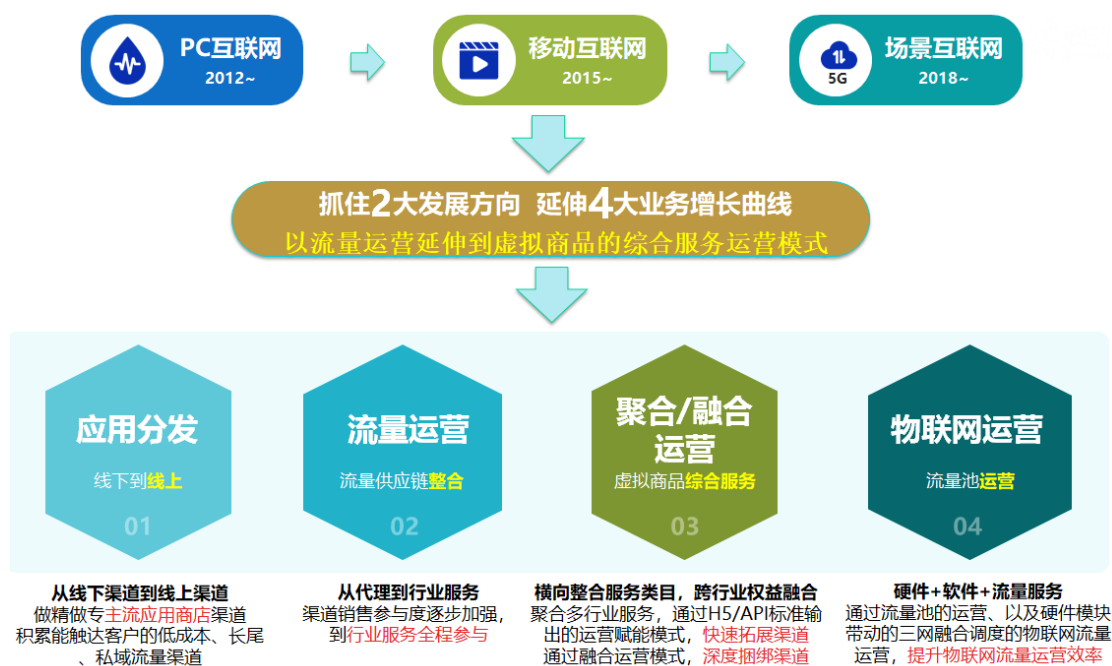 PC互联网
2012~
移动互联网
2015~
5G
场景互联网
2018~
抓住2大发展方向 延伸4大业务增长曲线
以流量运营延伸到虚拟商品的综合服务运营模式
应用分发
线下到线上
01
流量运营
流量供应链整合
02
聚合/融合
运营
虚拟商品综合服务
03
物联网运营
流量池运营
04
从线下渠道到线上渠道
做精做专主流应用商店渠道
积累能触达客户的低成本、长尾
、私域流量渠道
从代理到行业服务
渠道销售参与度逐步加强,
到行业服务全程参与
横向整合服务类目，跨行业权益融合
聚合多行业服务，通过H5/API标准输
出的运营赋能模式，快速拓展渠道
通过融合运营模式，深度捆绑渠道
硬件+软件+流量服务
通过流量池的运营、以及硬件模块
带动的三网融合调度的物联网流量
运营，提升物联网流量运营效率